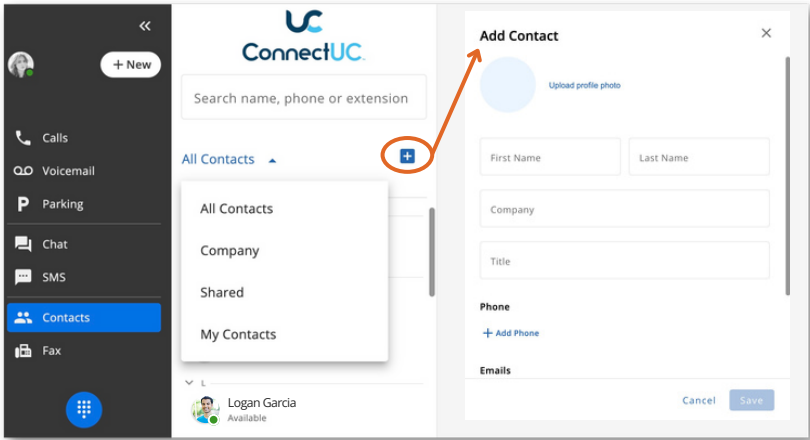 «
+ New
Calls
Voicemail
P Parking
Chat
SMS
Contacts
Fax
UC
ConnectUC
Search name, phone or extension
All Contacts
All Contacts
Company
Shared
My Contacts
L
Logan Garcia
Available
Add Contact
Upload profile photo
First Name
Last Name
Company
Title
Phone
+ Add Phone
Emails
Cancel
Save